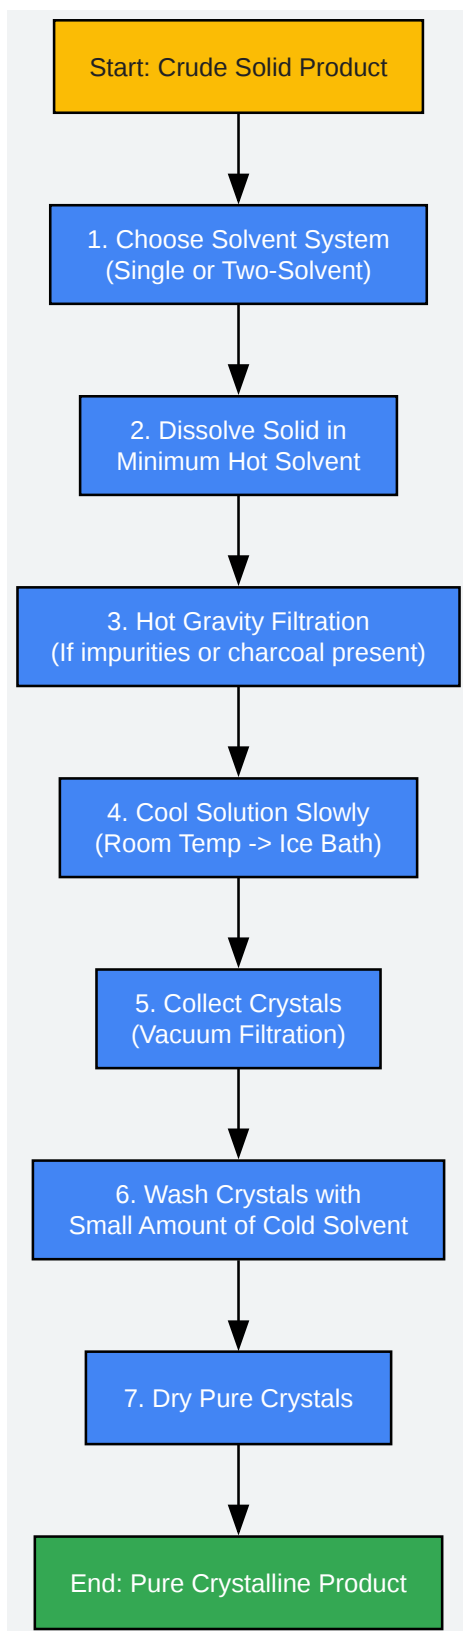 Start: Crude Solid Product
1. Choose Solvent System
(Single or Two-Solvent)
2. Dissolve Solid in
Minimum Hot Solvent
3. Hot Gravity Filtration
(If impurities or charcoal present)
4. Cool Solution Slowly
(Room Temp -> Ice Bath)
5. Collect Crystals
(Vacuum Filtration)
6. Wash Crystals with
Small Amount of Cold Solvent
7. Dry Pure Crystals
End: Pure Crystalline Product